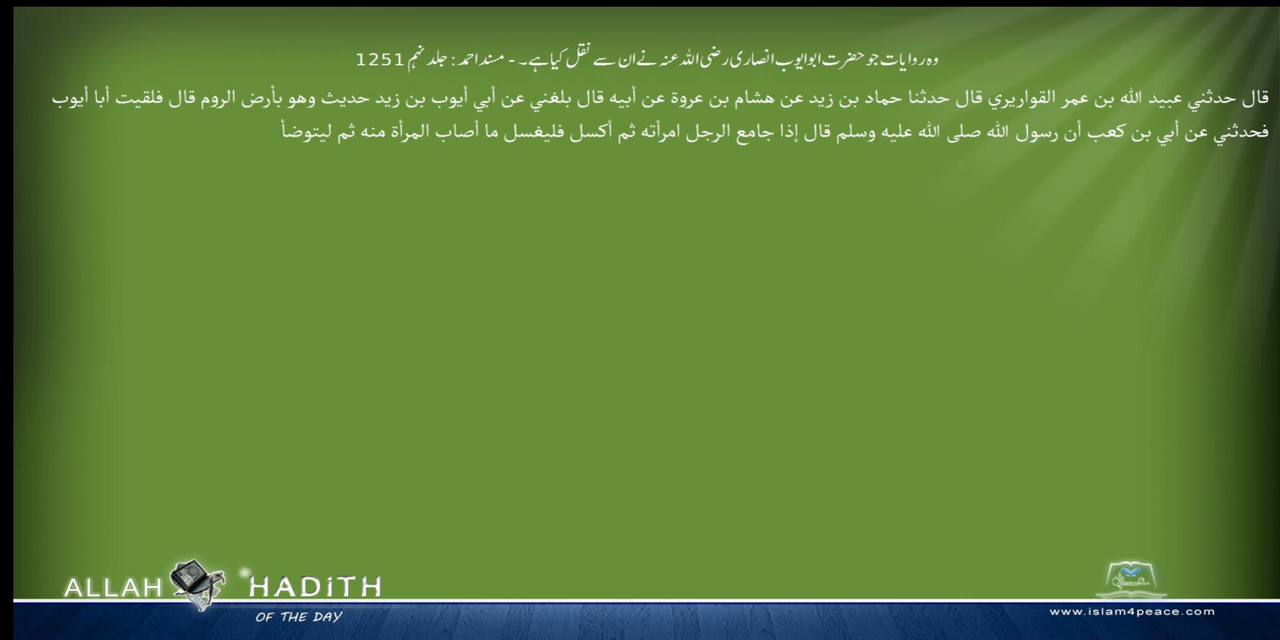 وہ روایات جو حضرت ابوایوب انصاری رضی اللہ عنہ نے ان سے نقل کیا ہے۔ - مسند احمد: جلد نہم 1251
قال حدثني عبيد الله بن عمر القواريري قال حدثنا حماد بن زيد عن هشام بن عروة عن أبيه قال بلغني عن أبي أيوب بن زيد حديث وهو بأرض الروم قال فلقيت أبا أيوب
فحدثني عن أبي بن كعب أن رسول الله صلى الله عليه وسلم قال إذا جامع الرجل امرأته ثم أكسل فليغسل ما أصاب المرأة منه ثم ليتوضأ
ALLAH HADITH
OF THE DAY
www.islam4peace.com